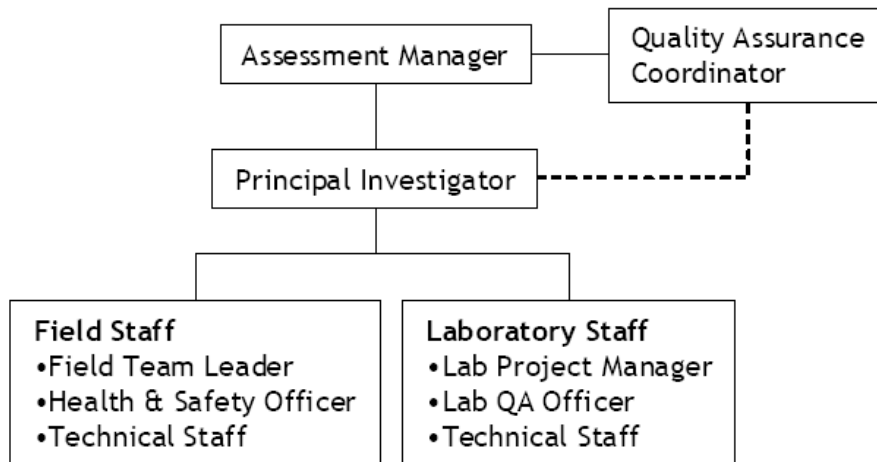 Assessment Manager
Quality Assurance
Coordinator
Principal Investigator
Field Staff
•Field Team Leader
•Health & Safety Officer
•Technical Staff
Laboratory Staff
•Lab Project Manager
•Lab QA Officer
•Technical Staff